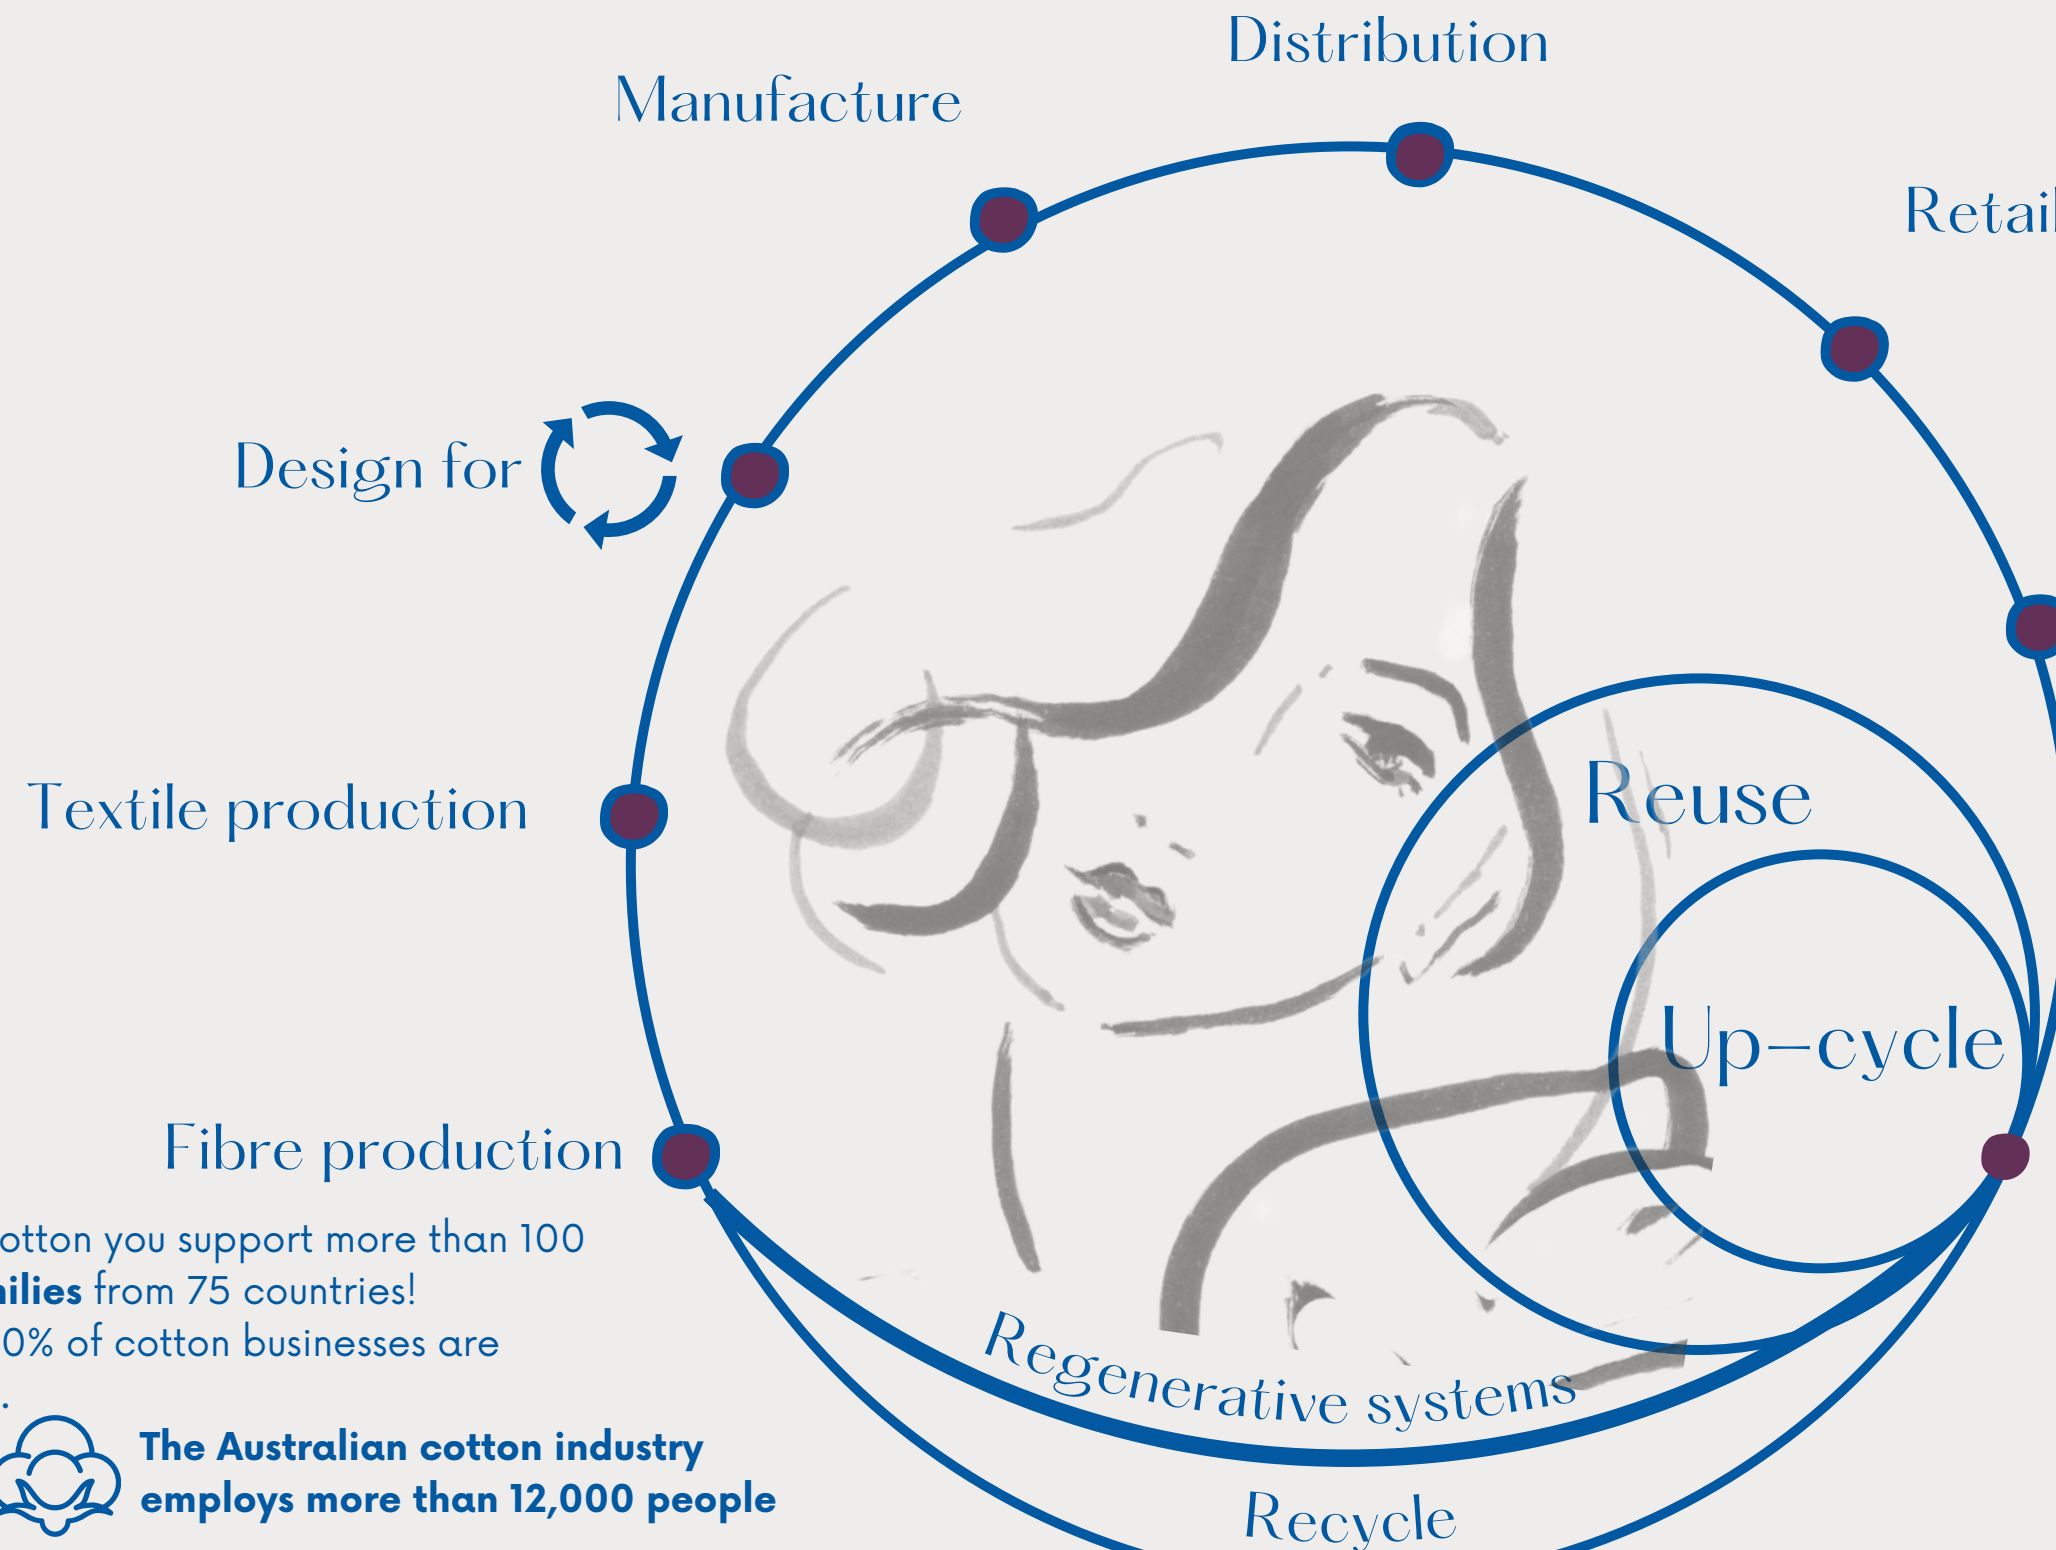 Distribution
Manufacture
Retail
Design for
Textile production
Reuse
Up-cycle
Fibre production
otton you support more than 100
ilies from 75 countries!
0% of cotton businesses are
.
Regenerative systems
The Australian cotton industry
employs more than 12,000 people
Recycle